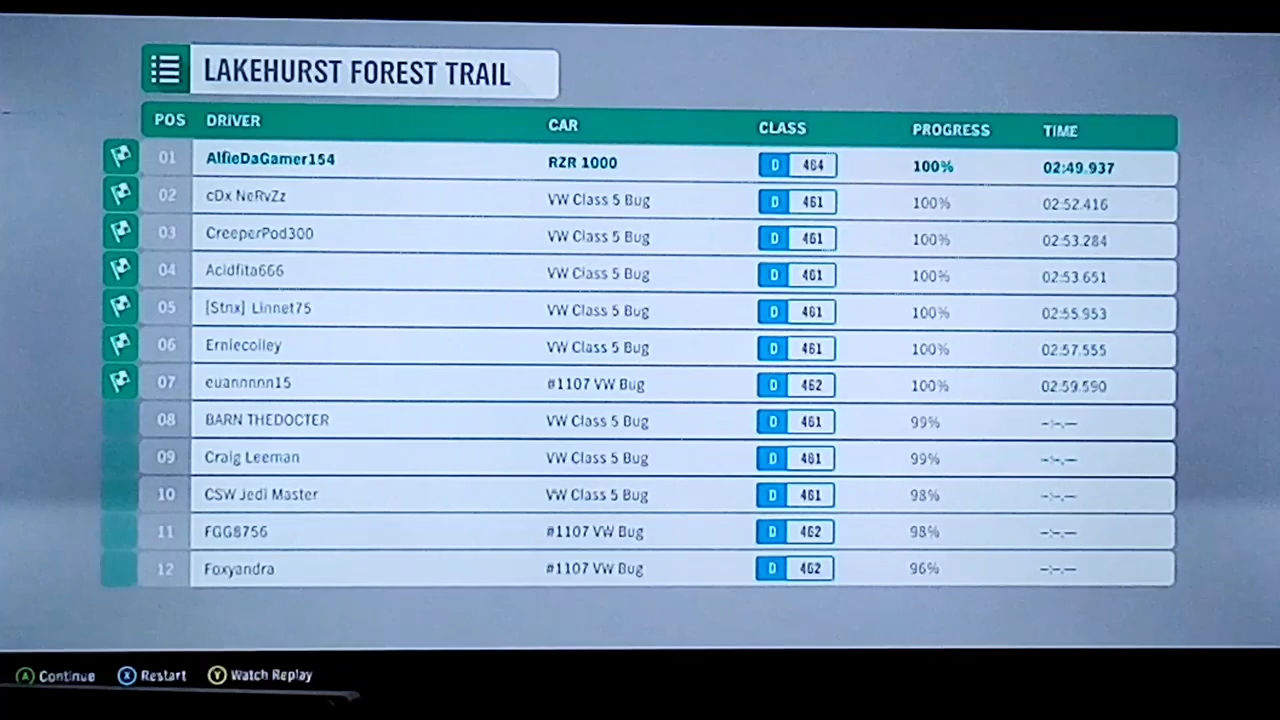 LAKEHURST FOREST TRAIL
POS DRIVER CAR CLASS PROGRESS TIME
01 AlfieDaGamer154 RZR 1000 D 464 100% 02:49.937
02 cDx NeRvZz VW Class 5 Bug D 461 100% 02:52.416
03 CreeperPod300 VW Class 5 Bug D 461 100% 02:53.284
04 Acidfita666 VW Class 5 Bug D 461 100% 02:53.651
05 [Stnx] Linnet75 VW Class 5 Bug D 461 100% 02:55.953
06 Erniecolley VW Class 5 Bug D 461 100% 02:57.555
07 euannnnn15 #1107 VW Bug D 462 100% 02:59.590
08 BARN THEDOCTER VW Class 5 Bug D 461 99% --:--.---
09 Craig Leeman VW Class 5 Bug D 461 99% --:--.---
10 CSW Jedi Master VW Class 5 Bug D 461 98% --:--.---
11 FGG8756 #1107 VW Bug D 462 98% --:--.---
12 Foxyandra #1107 VW Bug D 462 96% --:--.---
A Continue X Restart Y Watch Replay